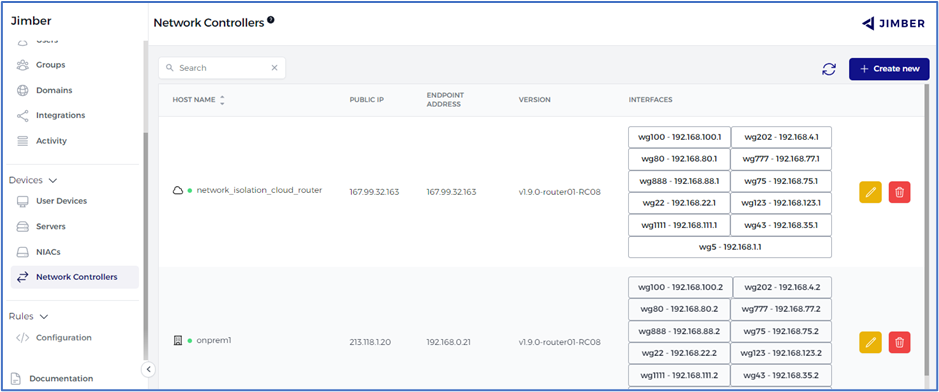 Jimber
Network Controllers ?
JIMBER
Users
Groups
Domains
Integrations
Activity
Devices
User Devices
Servers
NIACs
Network Controllers
Rules
</> Configuration
Documentation
Search
+ Create new
HOST NAME PUBLIC IP ENDPOINT ADDRESS VERSION INTERFACES
network_isolation_cloud_router 167.99.32.163 167.99.32.163 v1.9.0-router01-RC08
wg100 - 192.168.100.1 wg202 - 192.168.4.1
wg80 - 192.168.80.1 wg777 - 192.168.77.1
wg888 - 192.168.88.1 wg75 - 192.168.75.1
wg22 - 192.168.22.1 wg123 - 192.168.123.1
wg1111 - 192.168.111.1 wg43 - 192.168.35.1
wg5 - 192.168.1.1
onprem1 213.118.1.20 192.168.0.21 v1.9.0-router01-RC08
wg100 - 192.168.100.2 wg202 - 192.168.4.2
wg80 - 192.168.80.2 wg777 - 192.168.77.2
wg888 - 192.168.88.2 wg75 - 192.168.75.2
wg22 - 192.168.22.2 wg123 - 192.168.123.2
wg1111 - 192.168.111.2 wg43 - 192.168.35.2